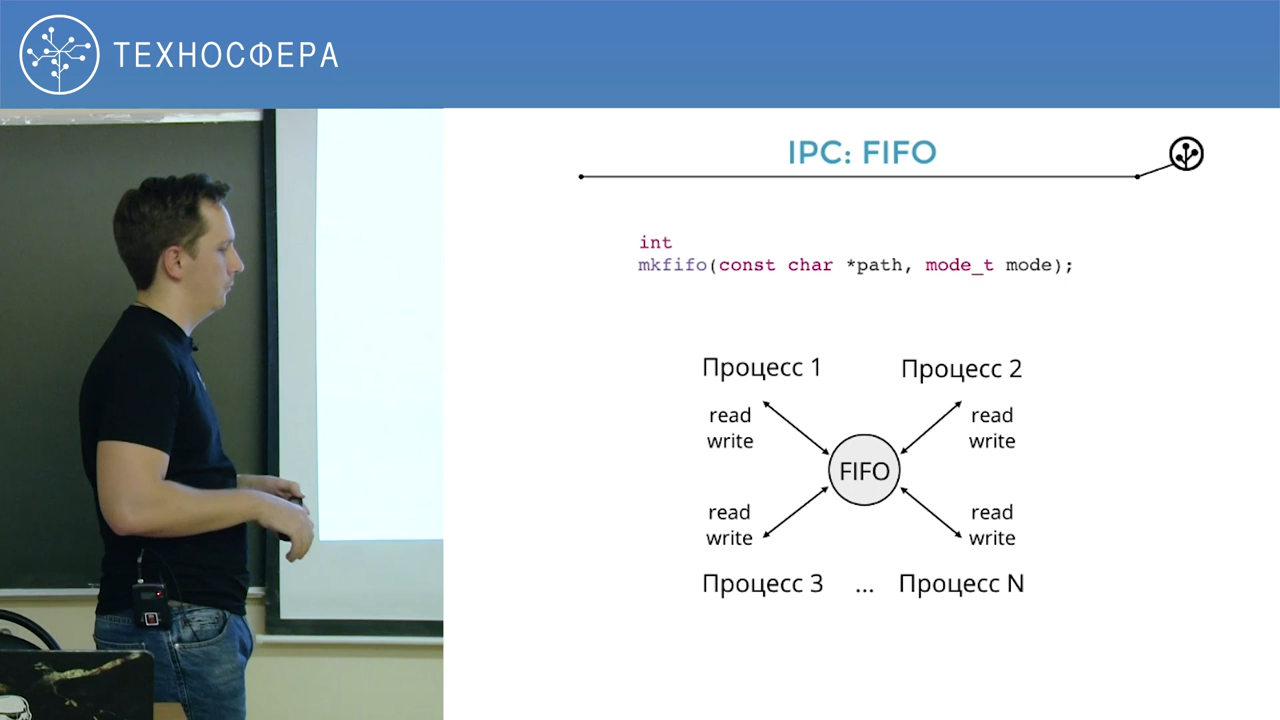 ТЕХНОСФЕРА
IPC: FIFO
int
mkfifo(const char *path, mode_t mode);
Процесс 1
Процесс 2
read
write
read
write
FIFO
read
write
read
write
Процесс 3
...
Процесс N